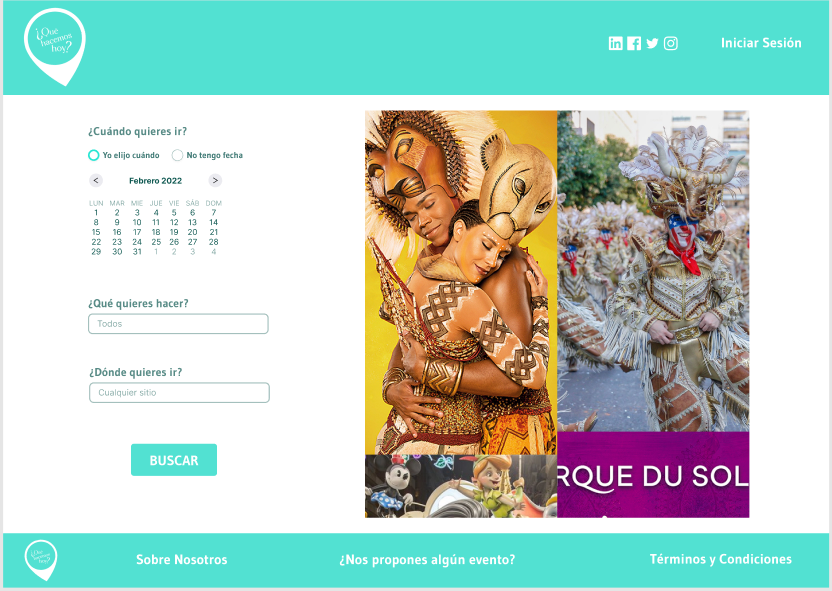 ¿Que
hacemos
hoy?
Iniciar Sesión
¿Cuándo quieres ir?
Yo elijo cuándo
No tengo fecha
< Febrero 2022 >
LUN MAR MIE JUE VIE SÁB DOM
1 2 3 4 5 6 7
8 9 10 11 12 13 14
15 16 17 18 19 20 21
22 23 24 25 26 27 28
29 30 31 1 2 3 4
¿Qué quieres hacer?
Todos
¿Dónde quieres ir?
Cualquier sitio
BUSCAR
RQUE DU SOL
¿Que
hacemos
hoy?
Sobre Nosotros
¿Nos propones algún evento?
Términos y Condiciones